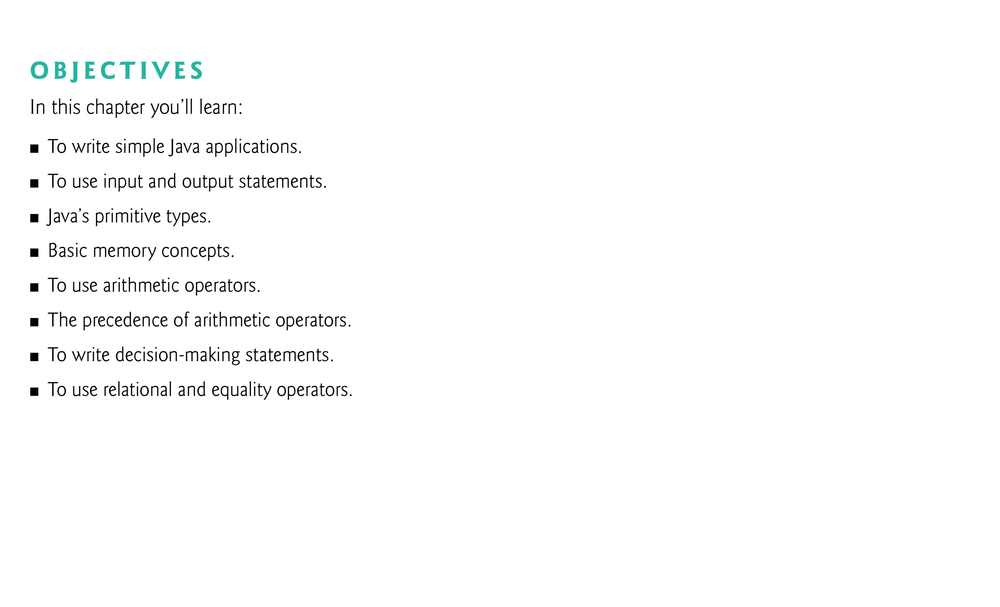 OBJECTIVES
In this chapter you’ll learn:
■ To write simple Java applications.
■ To use input and output statements.
■ Java’s primitive types.
■ Basic memory concepts.
■ To use arithmetic operators.
■ The precedence of arithmetic operators.
■ To write decision-making statements.
■ To use relational and equality operators.